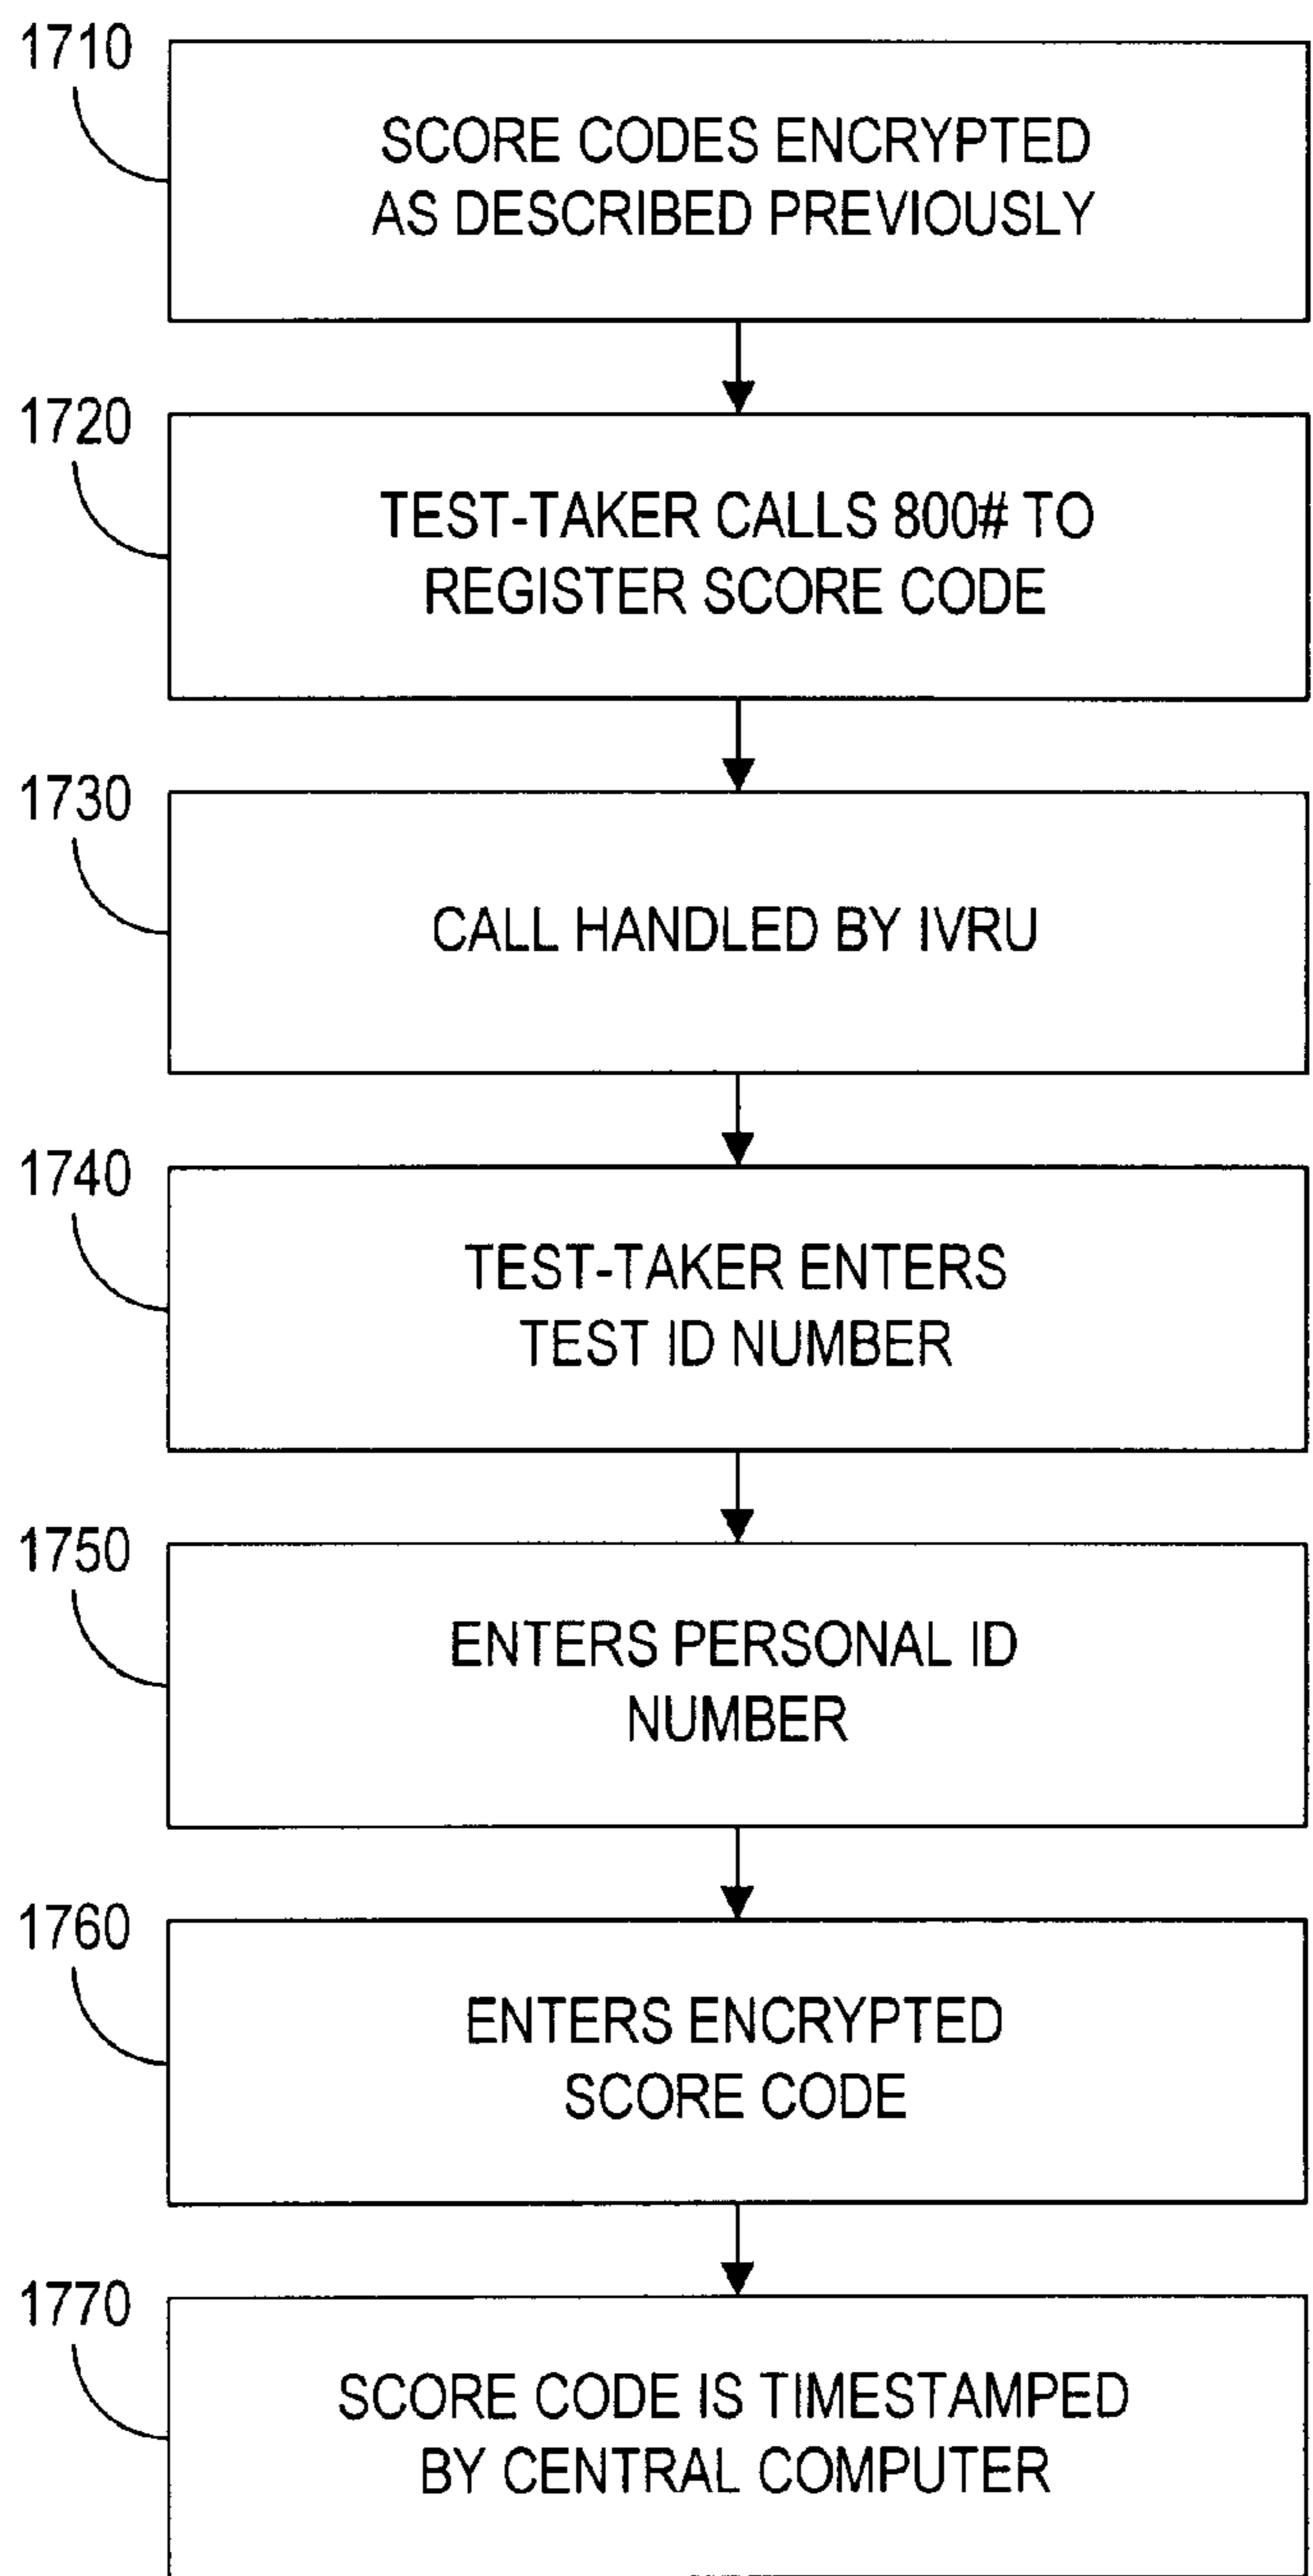 1710
SCORE CODES ENCRYPTED
AS DESCRIBED PREVIOUSLY
1720
TEST-TAKER CALLS 800# TO
REGISTER SCORE CODE
1730
CALL HANDLED BY IVRU
1740
TEST-TAKER ENTERS
TEST ID NUMBER
1750
ENTERS PERSONAL ID
NUMBER
1760
ENTERS ENCRYPTED
SCORE CODE
1770
SCORE CODE IS TIMESTAMPED
BY CENTRAL COMPUTER